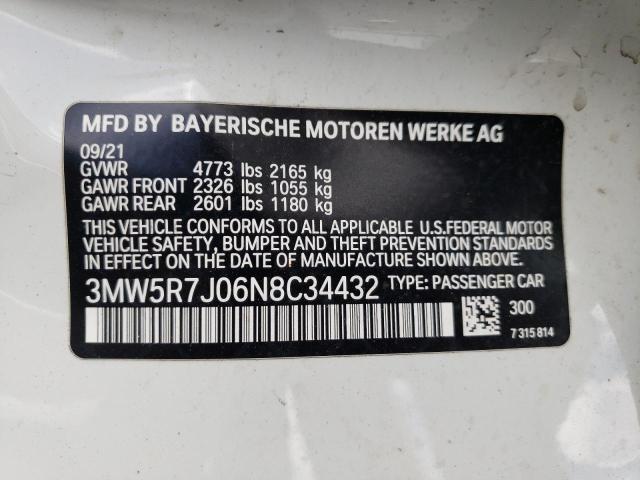 MFD BY BAYERISCHE MOTOREN WERKE AG
09/21
GVWR 4773 lbs 2165 kg
GAWR FRONT 2326 lbs 1055 kg
GAWR REAR 2601 lbs 1180 kg
THIS VEHICLE CONFORMS TO ALL APPLICABLE U.S.FEDERAL MOTOR
VEHICLE SAFETY, BUMPER AND THEFT PREVENTION STANDARDS
IN EFFECT ON THE DATE OF MANUFACTURE SHOWN ABOVE.
3MW5R7J06N8C34432 TYPE: PASSENGER CAR
300
7 315 814